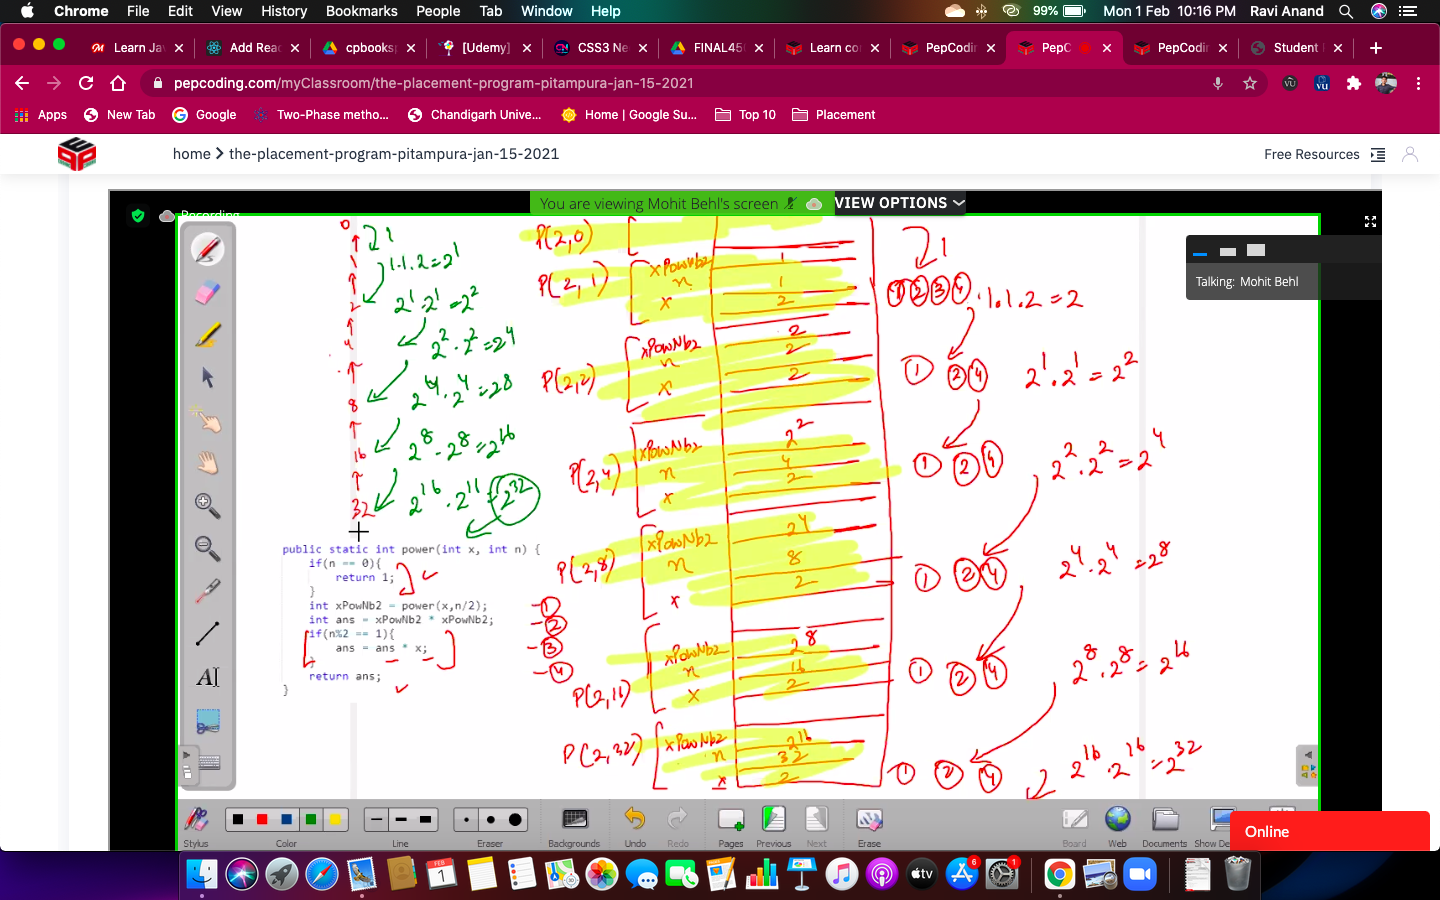 Chrome File Edit View History Bookmarks People Tab Window Help 99% Mon 1 Feb 10:16 PM Ravi Anand
Learn Jav Add Reac cpbooks [Udemy] CSS3 Ne FINAL45 Learn co PepCodin PepC PepCodin Student
pepcoding.com/myClassroom/the-placement-program-pitampura-jan-15-2021
Apps New Tab Google Two-Phase metho... Chandigarh Unive... Home | Google Su... Top 10 Placement
home > the-placement-program-pitampura-jan-15-2021 Free Resources
Recording
You are viewing Mohit Behl's screen VIEW OPTIONS
Talking: Mohit Behl
0
1
2
4
8
16
32
1
1.1.2=2^1
2^1.2^1=2^2
2^2.2^2=2^4
2^4.2^4=2^8
2^8.2^8=2^16
2^16.2^16=2^32
public static int power(int x, int n) {
if(n == 0){
return 1;
}
int xPowNb2 = power(x,n/2);
int ans = xPowNb2 * xPowNb2;
if(n%2 == 1){
ans = ans * x;
}
return ans;
}
-1
-2
-3
-4
P(2,0)
P(2,1) xPowNb2 1
n 1
x 2
P(2,2) xPowNb2 2
n 2
x 2
P(2,4) xPowNb2 2^2
n 4
x 2
P(2,8) xPowNb2 2^4
n 8
x 2
P(2,16) xPowNb2 2^8
n 16
x 2
P(2,32) xPowNb2 2^16
n 32
x 2
1
1 2 3 4 .1.1.2=2
1 2 4 2^1.2^1=2^2
1 2 4 2^2.2^2=2^4
1 2 4 2^4.2^4=2^8
1 2 4 2^8.2^8=2^16
1 2 4 2^16.2^16=2^32
Stylus Color Line Eraser Backgrounds Undo Redo Pages Previous Next Erase Board Web Documents Show De
Online
FEB
1
tv
6
1